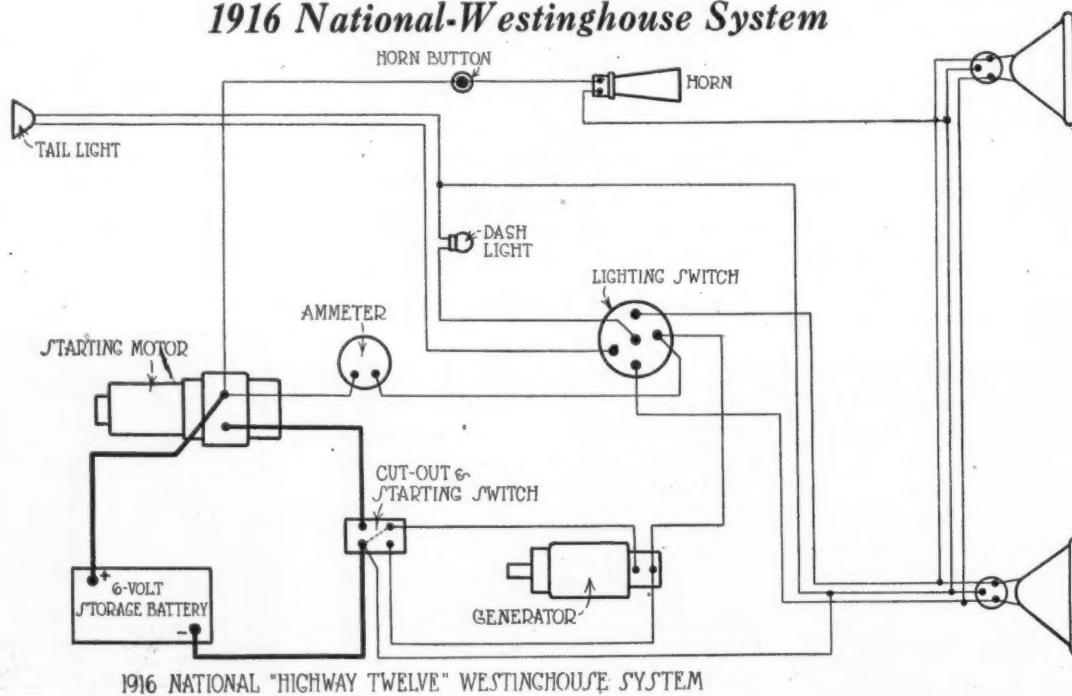 1916 National-Westinghouse System
HORN BUTTON
HORN
TAIL LIGHT
DASH
LIGHT
LIGHTING SWITCH
AMMETER
STARTING MOTOR
CUT-OUT &
STARTING SWITCH
+
6-VOLT
STORAGE BATTERY
-
GENERATOR
1916 NATIONAL "HIGHWAY TWELVE" WESTINGHOUSE SYSTEM